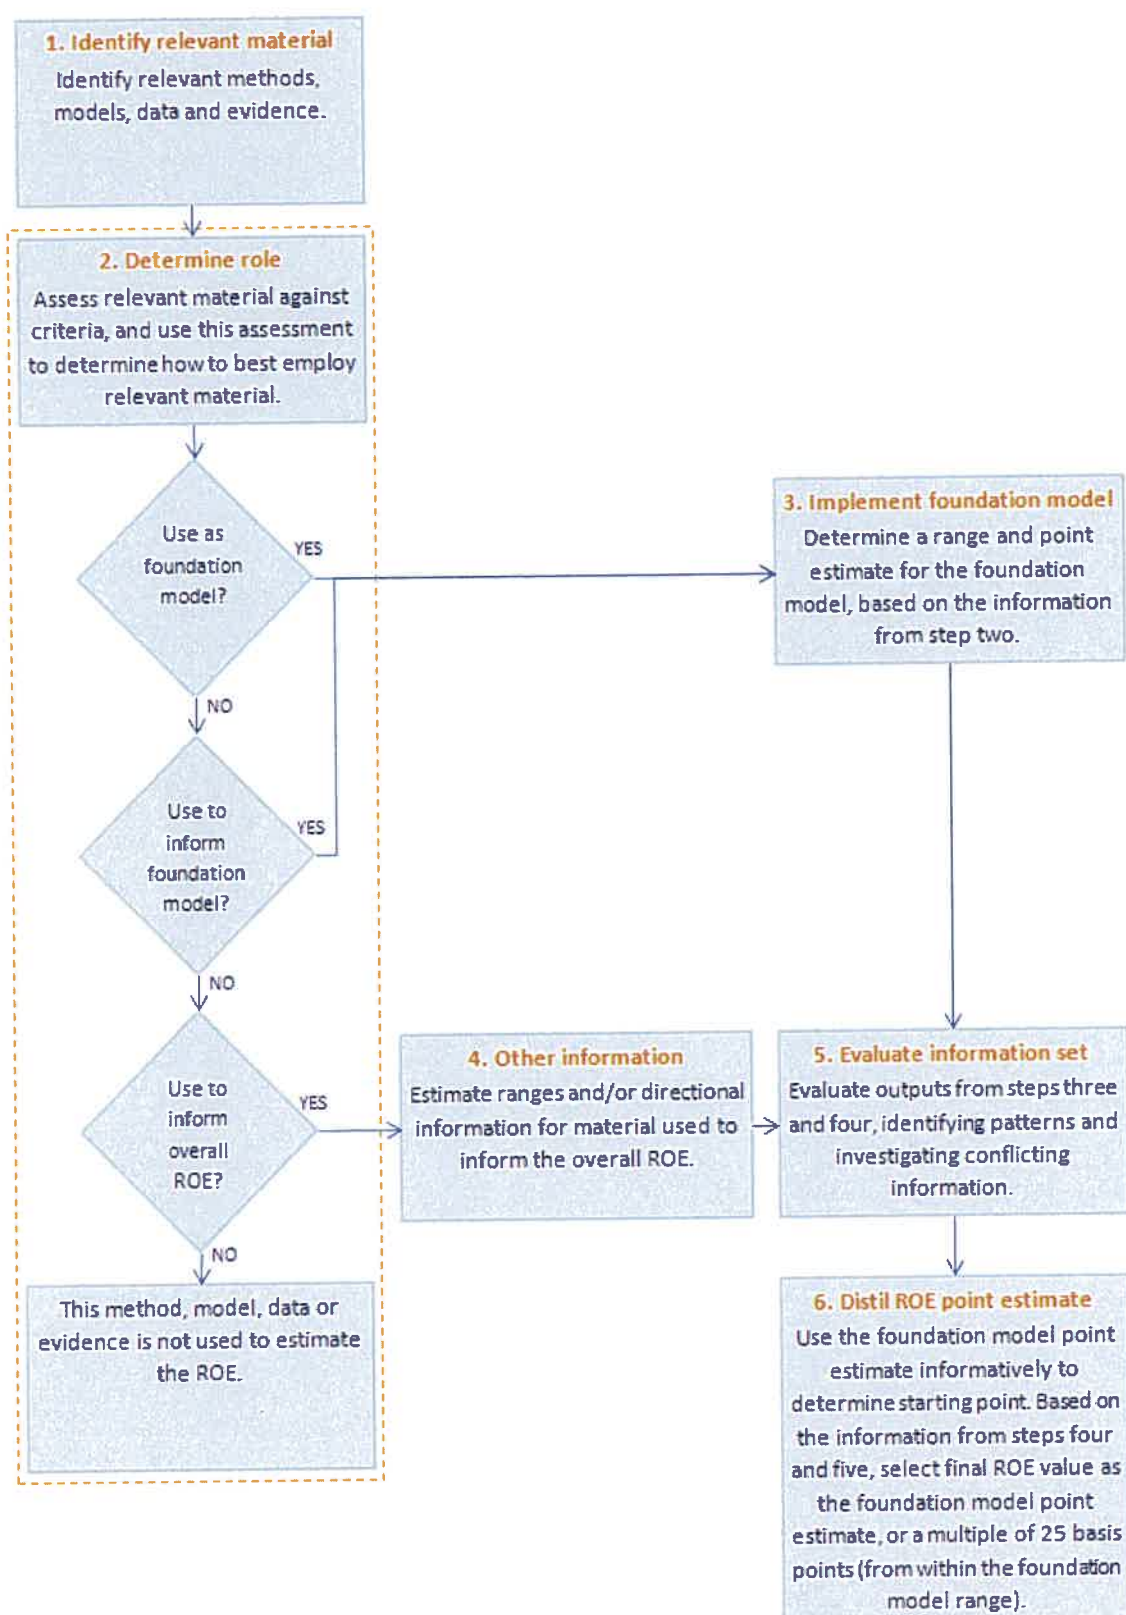 1. Identify relevant material
Identify relevant methods,
models, data and evidence.
2. Determine role
Assess relevant material against
criteria, and use this assessment
to determine how to best employ
relevant material.
Use as
foundation
model?
YES
NO
3. Implement foundation model
Determine a range and point
estimate for the foundation
model, based on the information
from step two.
Use to
inform
foundation
model?
YES
NO
Use to
inform
overall
ROE?
YES
NO
4. Other information
Estimate ranges and/or directional
information for material used to
inform the overall ROE.
5. Evaluate information set
Evaluate outputs from steps three
and four, identifying patterns and
investigating conflicting
information.
This method, model, data or
evidence is not used to estimate
the ROE.
6. Distil ROE point estimate
Use the foundation model point
estimate informatively to
determine starting point. Based on
the information from steps four
and five, select final ROE value as
the foundation model point
estimate, or a multiple of 25 basis
points (from within the foundation
model range).